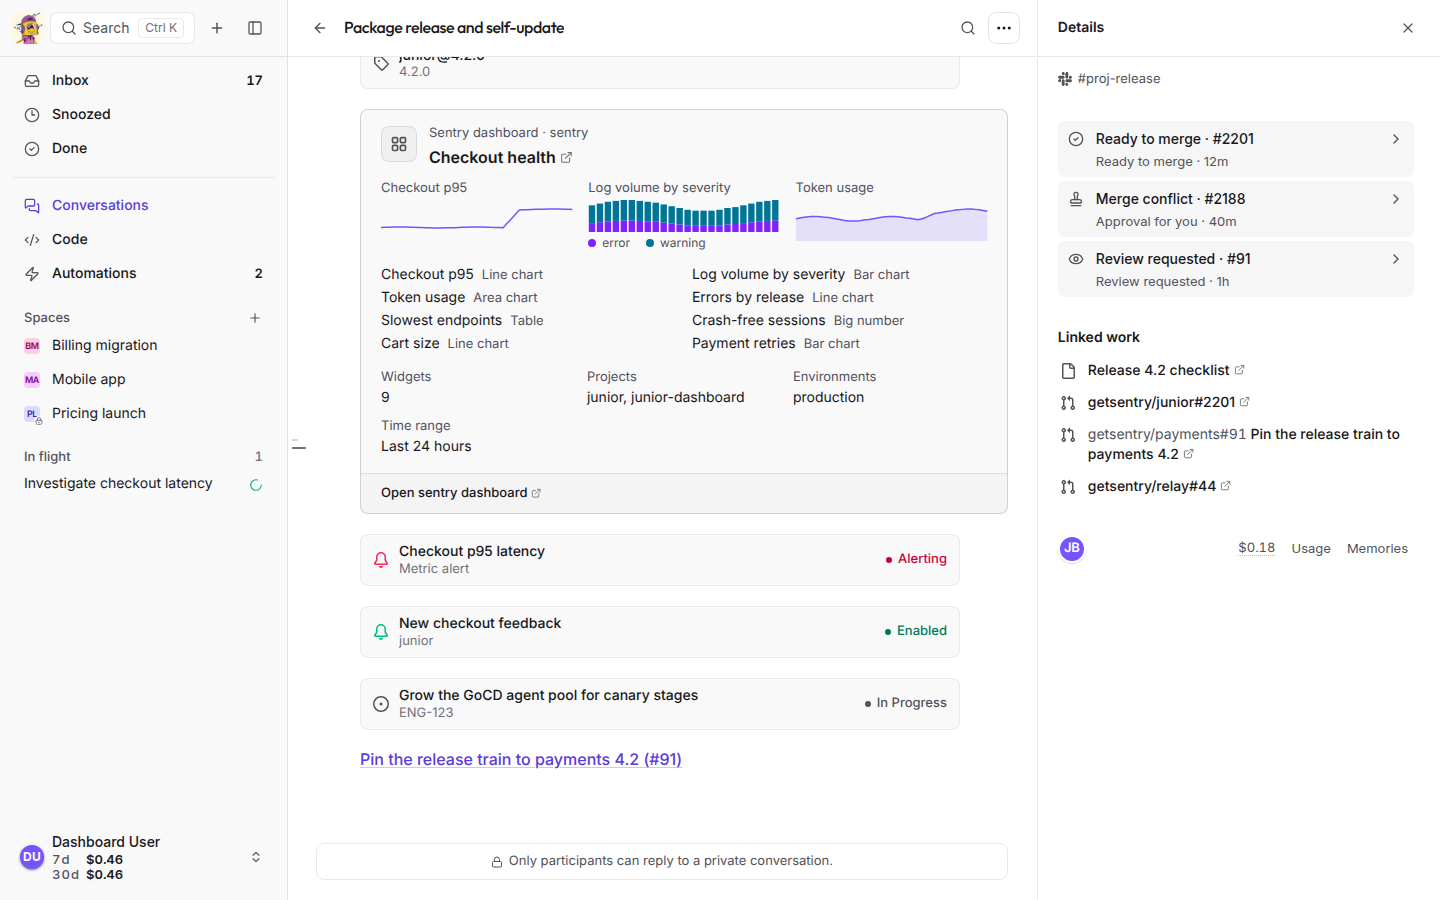 Search Ctrl K
Inbox 17
Snoozed
Done
Conversations
Code
Automations 2
Spaces
BM Billing migration
MA Mobile app
PL Pricing launch
In flight 1
Investigate checkout latency
DU Dashboard User
7d $0.46
30d $0.46
Package release and self-update
junior@4.2.0
4.2.0
Sentry dashboard · sentry
Checkout health
Checkout p95
Log volume by severity
error warning
Token usage
Checkout p95 Line chart
Log volume by severity Bar chart
Token usage Area chart
Errors by release Line chart
Slowest endpoints Table
Crash-free sessions Big number
Cart size Line chart
Payment retries Bar chart
Widgets
9
Projects
junior, junior-dashboard
Environments
production
Time range
Last 24 hours
Open sentry dashboard
Checkout p95 latency
Metric alert
Alerting
New checkout feedback
junior
Enabled
Grow the GoCD agent pool for canary stages
ENG-123
In Progress
Pin the release train to payments 4.2 (#91)
Only participants can reply to a private conversation.
Details
#proj-release
Ready to merge · #2201
Ready to merge · 12m
Merge conflict · #2188
Approval for you · 40m
Review requested · #91
Review requested · 1h
Linked work
Release 4.2 checklist
getsentry/junior#2201
getsentry/payments#91 Pin the release train to
payments 4.2
getsentry/relay#44
JB $0.18 Usage Memories